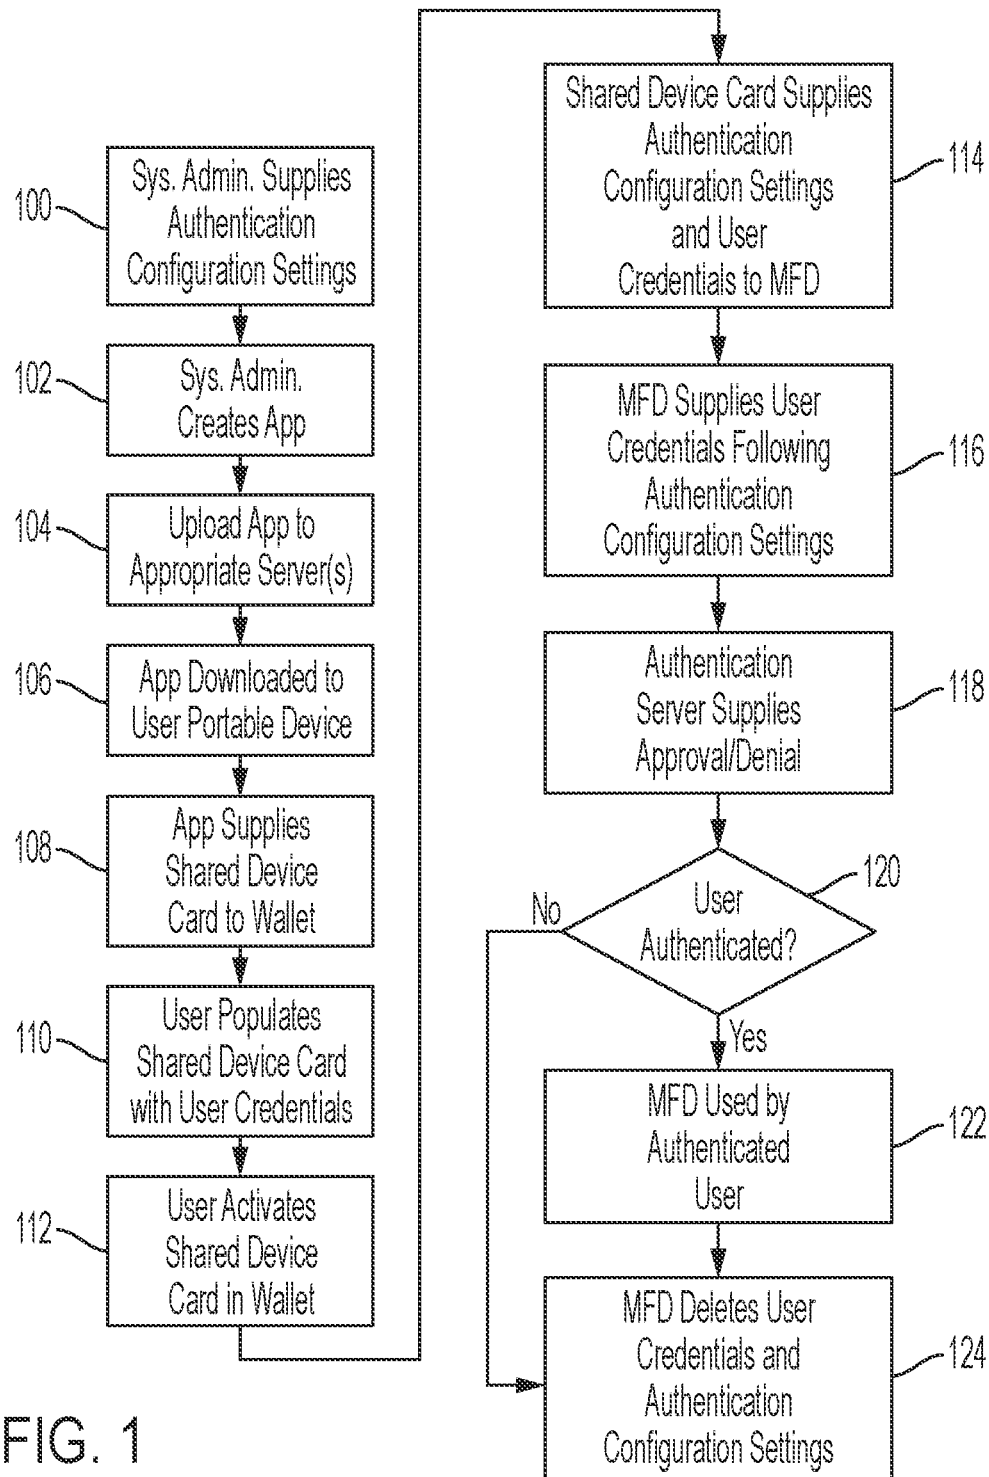 100
Sys. Admin. Supplies
Authentication
Configuration Settings
102
Sys. Admin.
Creates App
104
Upload App to
Appropriate Server(s)
106
App Downloaded to
User Portable Device
108
App Supplies
Shared Device
Card to Wallet
110
User Populates
Shared Device Card
with User Credentials
112
User Activates
Shared Device
Card in Wallet
Shared Device Card Supplies
Authentication
Configuration Settings
and User
Credentials to MFD
114
MFD Supplies User
Credentials Following
Authentication
Configuration Settings
116
Authentication
Server Supplies
Approval/Denial
118
User
Authenticated?
120
No
Yes
MFD Used by
Authenticated
User
122
MFD Deletes User
Credentials and
Authentication
Configuration Settings
124
FIG. 1